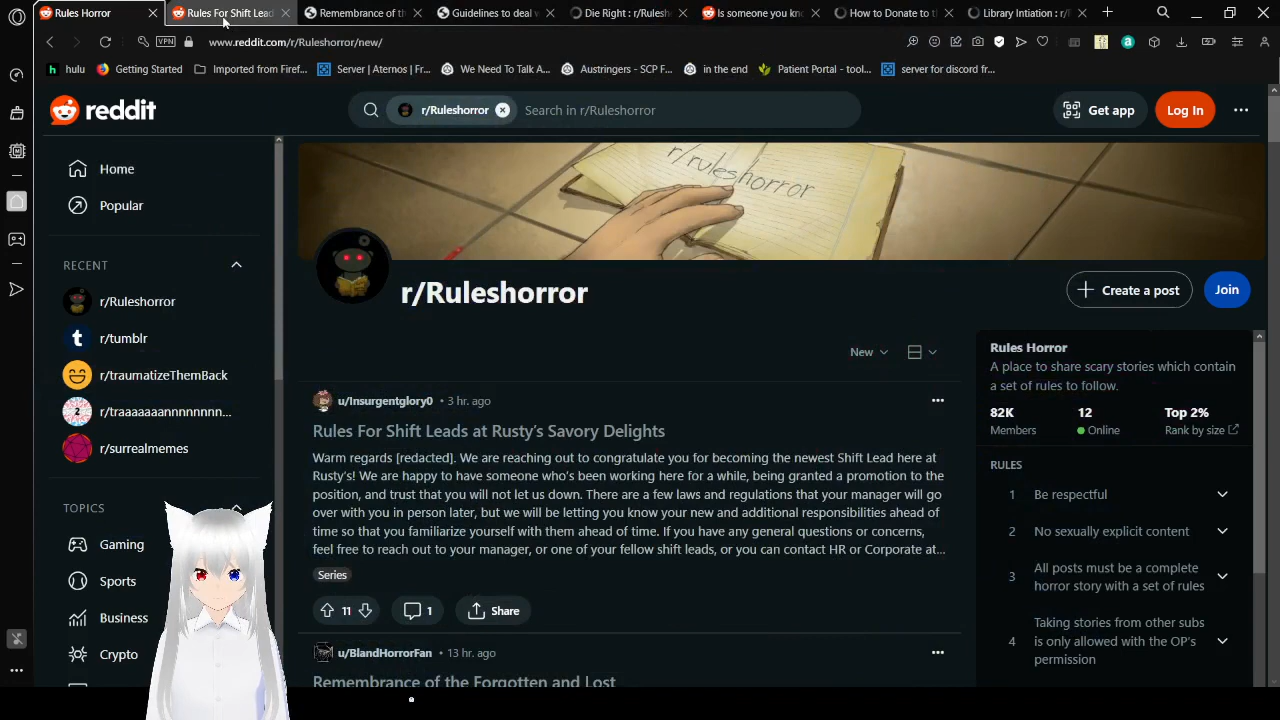 Rules Horror
Rules For Shift Lead
Remembrance of th
Guidelines to deal w
Die Right : r/Rulesh
Is someone you kno
How to Donate to t
Library Intiation : r/
VPN
www.reddit.com/r/Ruleshorror/new/
hulu
Getting Started
Imported from Firef...
Server | Aternos | Fr...
We Need To Talk A...
Austringers - SCP F...
in the end
Patient Portal - tool...
server for discord fr...
reddit
r/Ruleshorror
Search in r/Ruleshorror
Get app
Log In
Home
Popular
RECENT
r/Ruleshorror
r/tumblr
r/traumatizeThemBack
r/traaaaaaannnnnnnn...
r/surrealmemes
TOPICS
Gaming
Sports
Business
Crypto
r/ruleshorror
r/Ruleshorror
Create a post
Join
New
u/Insurgentglory0 • 3 hr. ago
Rules For Shift Leads at Rusty's Savory Delights
Warm regards [redacted]. We are reaching out to congratulate you for becoming the newest Shift Lead here at
Rusty's! We are happy to have someone who's been working here for a while, being granted a promotion to the
position, and trust that you will not let us down. There are a few laws and regulations that your manager will go
over with you in person later, but we will be letting you know your new and additional responsibilities ahead of
time so that you familiarize yourself with them ahead of time. If you have any general questions or concerns,
feel free to reach out to your manager, or one of your fellow shift leads, or you can contact HR or Corporate at...
Series
11
1
Share
u/BlandHorrorFan • 13 hr. ago
Remembrance of the Forgotten and Lost
Rules Horror
A place to share scary stories which contain
a set of rules to follow.
82K
Members
12
Online
Top 2%
Rank by size
RULES
1 Be respectful
2 No sexually explicit content
3 All posts must be a complete
horror story with a set of rules
4 Taking stories from other subs
is only allowed with the OP's
permission